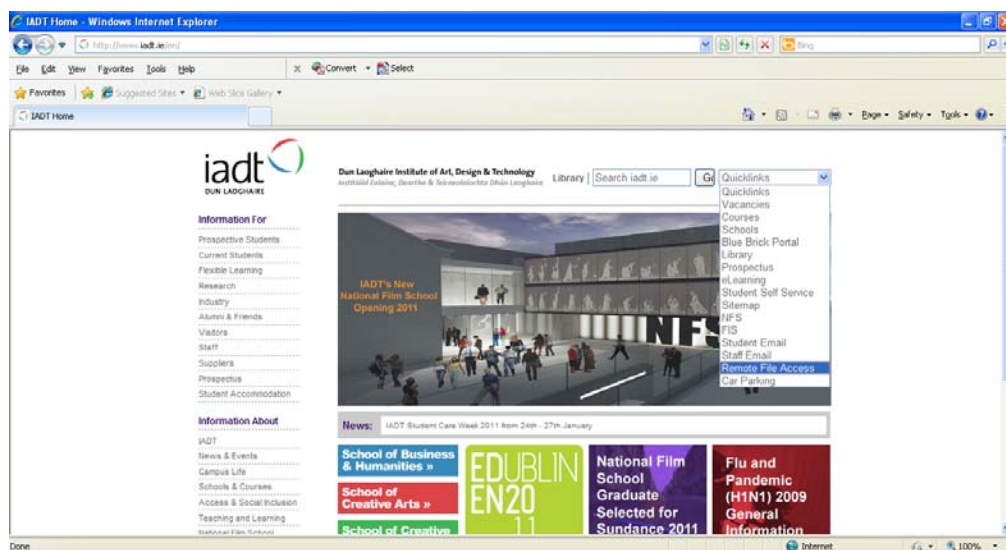 IADT Home - Windows Internet Explorer
http://www.iadt.ie/en/
Bing
File Edit View Favorites Tools Help
x Convert Select
Favorites Suggested Sites Web Slice Gallery
IADT Home
Page Safety Tools
iadt
DUN LAOGHAIRE
Dun Laoghaire Institute of Art, Design & Technology
Library | Search iadt.ie Go Quicklinks
Quicklinks
Vacancies
Courses
Schools
Blue Brick Portal
Library
Prospectus
eLearning
Student Self Service
Sitemap
NFS
FIS
Student Email
Staff Email
Remote File Access
Car Parking
Information For
Prospective Students
Current Students
Flexible Learning
Research
Industry
Alumni & Friends
Visitors
Staff
Suppliers
Prospectus
Student Accommodation
Information About
IADT
News & Events
Campus Life
Schools & Courses
Access & Social Inclusion
Teaching and Learning
National Film School
IADT's New
National Film School
Opening 2011
NFS
News: IADT Student Care Week 2011 from 24th - 27th January
School of Business
& Humanities »
School of
Creative Arts »
School of Creative
EDUBLIN
EN20
11
National Film
School
Graduate
Selected for
Sundance 2011
Flu and
Pandemic
(H1N1) 2009
General
Information
Done
Internet
100%